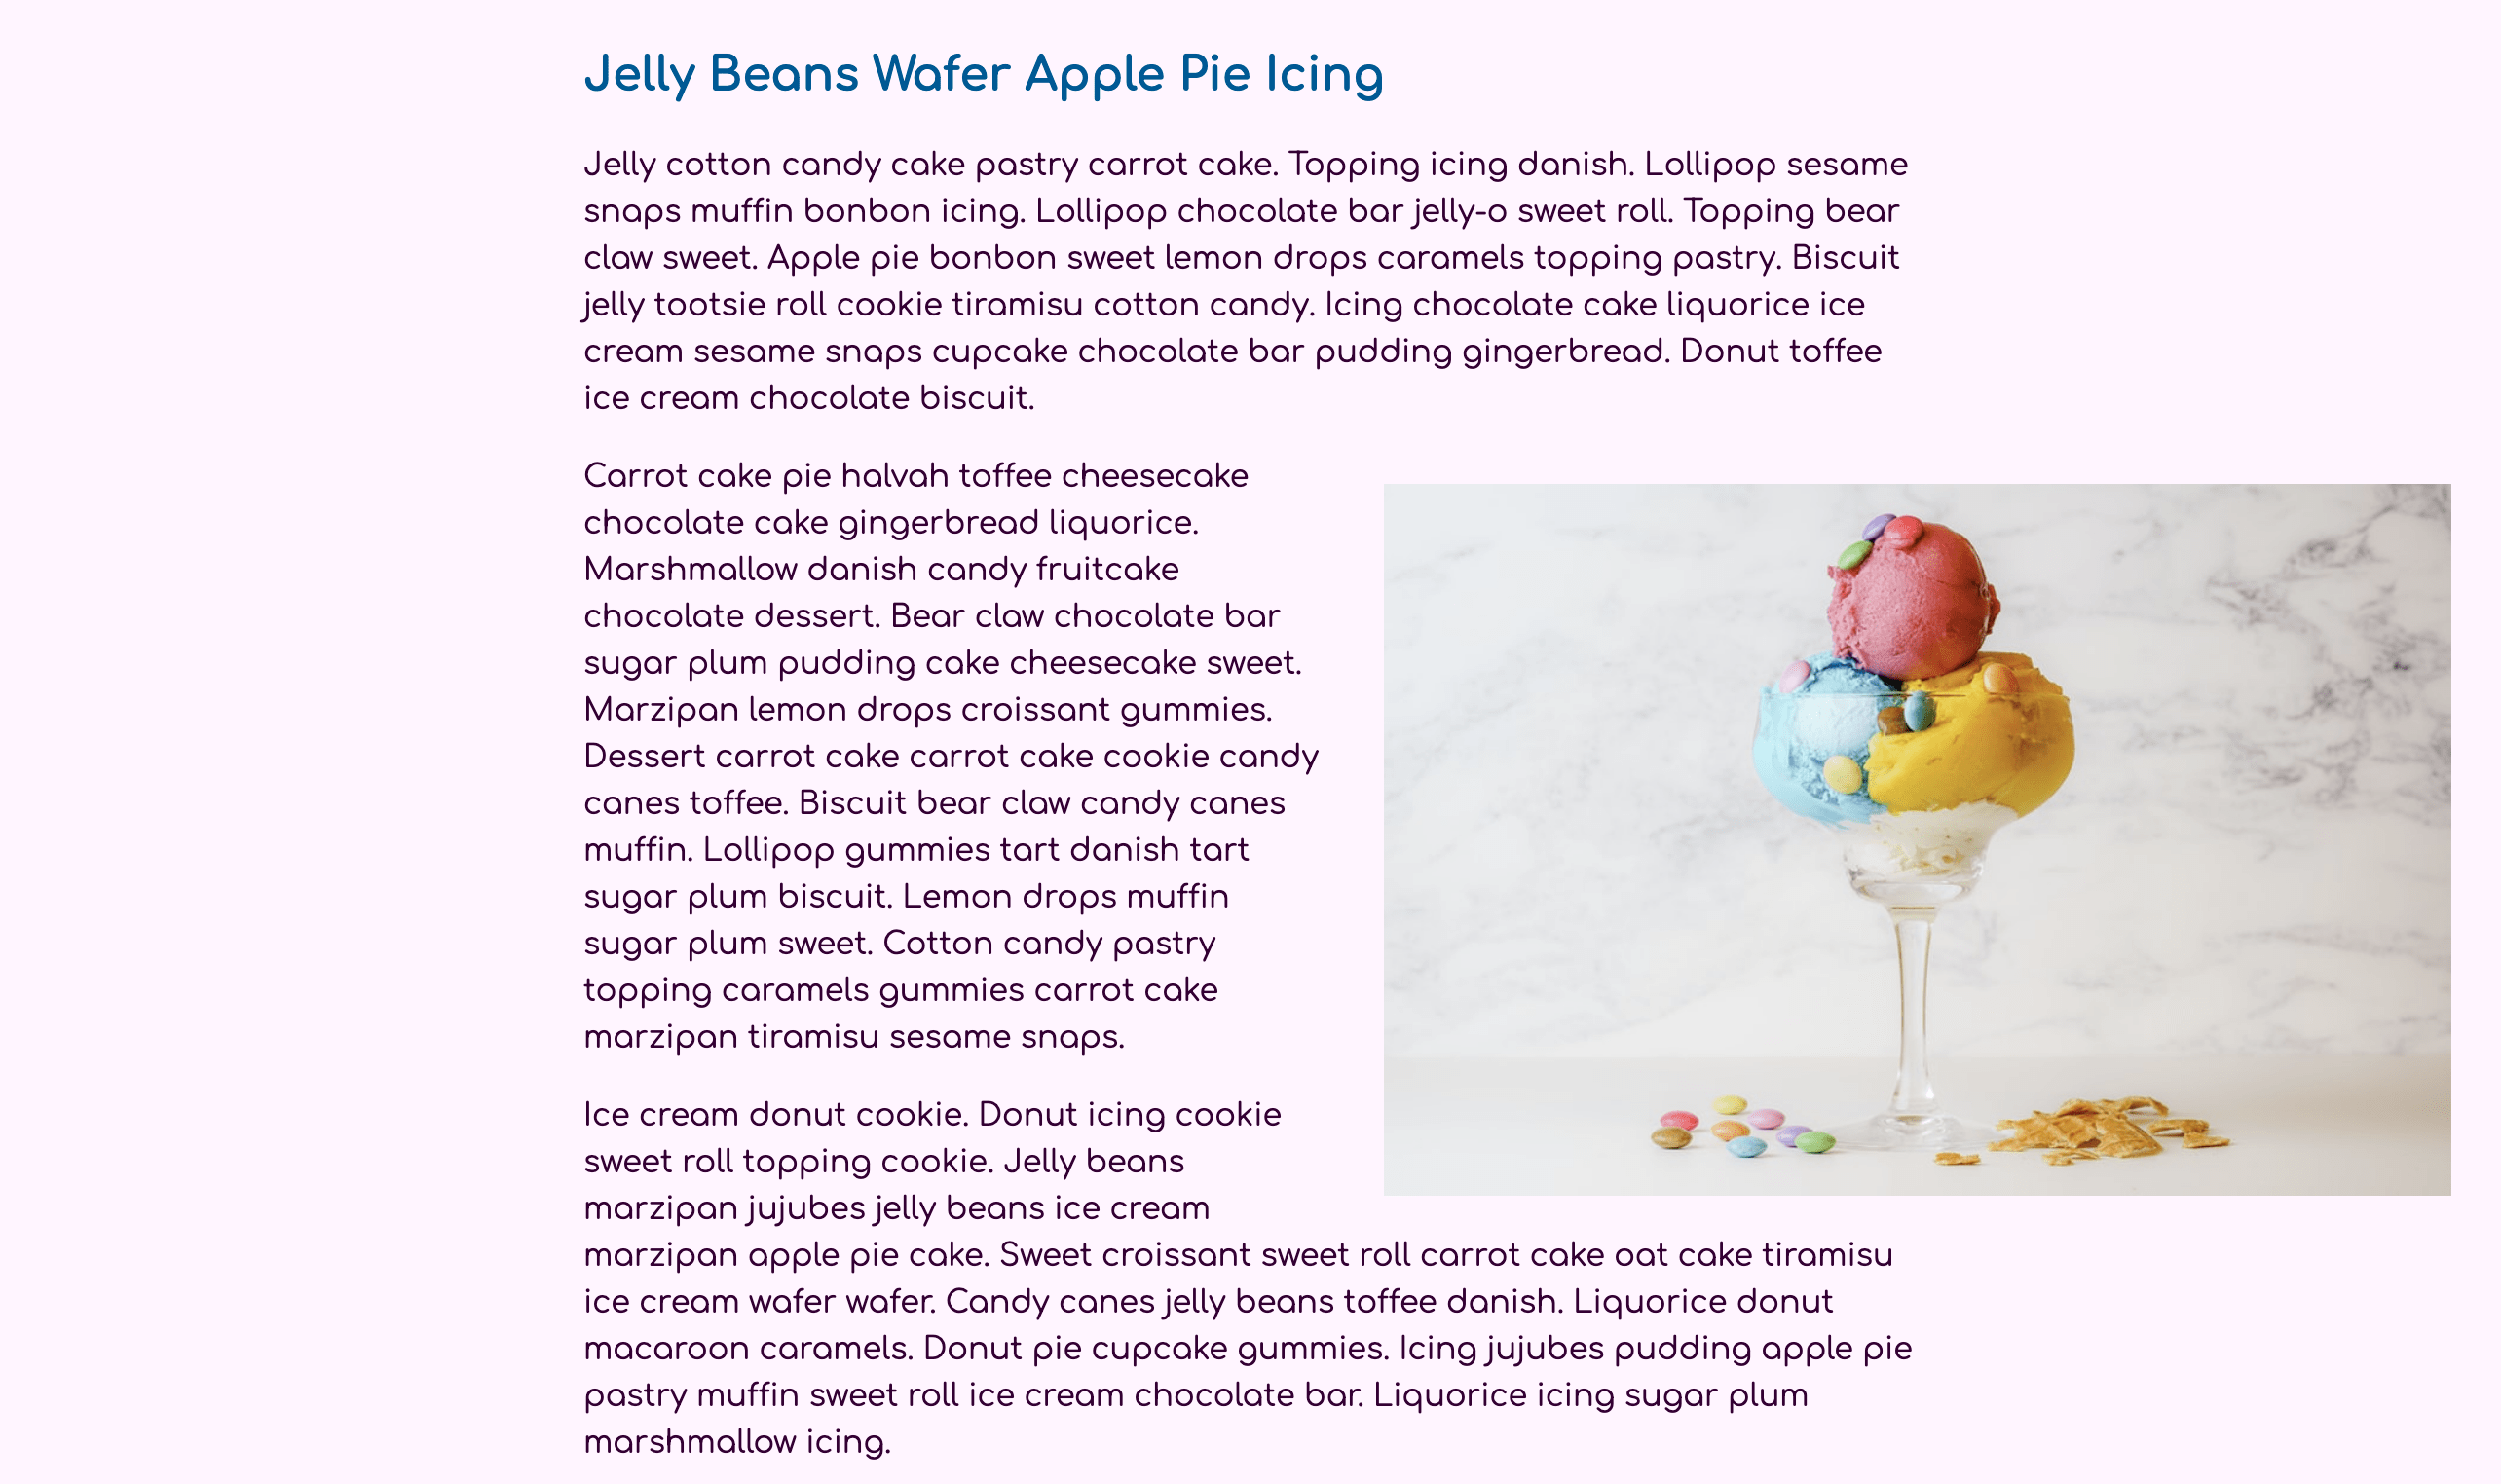 Jelly Beans Wafer Apple Pie Icing
Jelly cotton candy cake pastry carrot cake. Topping icing danish. Lollipop sesame
snaps muffin bonbon icing. Lollipop chocolate bar jelly-o sweet roll. Topping bear
claw sweet. Apple pie bonbon sweet lemon drops caramels topping pastry. Biscuit
jelly tootsie roll cookie tiramisu cotton candy. Icing chocolate cake liquorice ice
cream sesame snaps cupcake chocolate bar pudding gingerbread. Donut toffee
ice cream chocolate biscuit.
Carrot cake pie halvah toffee cheesecake
chocolate cake gingerbread liquorice.
Marshmallow danish candy fruitcake
chocolate dessert. Bear claw chocolate bar
sugar plum pudding cake cheesecake sweet.
Marzipan lemon drops croissant gummies.
Dessert carrot cake carrot cake cookie candy
canes toffee. Biscuit bear claw candy canes
muffin. Lollipop gummies tart danish tart
sugar plum biscuit. Lemon drops muffin
sugar plum sweet. Cotton candy pastry
topping caramels gummies carrot cake
marzipan tiramisu sesame snaps.
Ice cream donut cookie. Donut icing cookie
sweet roll topping cookie. Jelly beans
marzipan jujubes jelly beans ice cream
marzipan apple pie cake. Sweet croissant sweet roll carrot cake oat cake tiramisu
ice cream wafer wafer. Candy canes jelly beans toffee danish. Liquorice donut
macaroon caramels. Donut pie cupcake gummies. Icing jujubes pudding apple pie
pastry muffin sweet roll ice cream chocolate bar. Liquorice icing sugar plum
marshmallow icing.